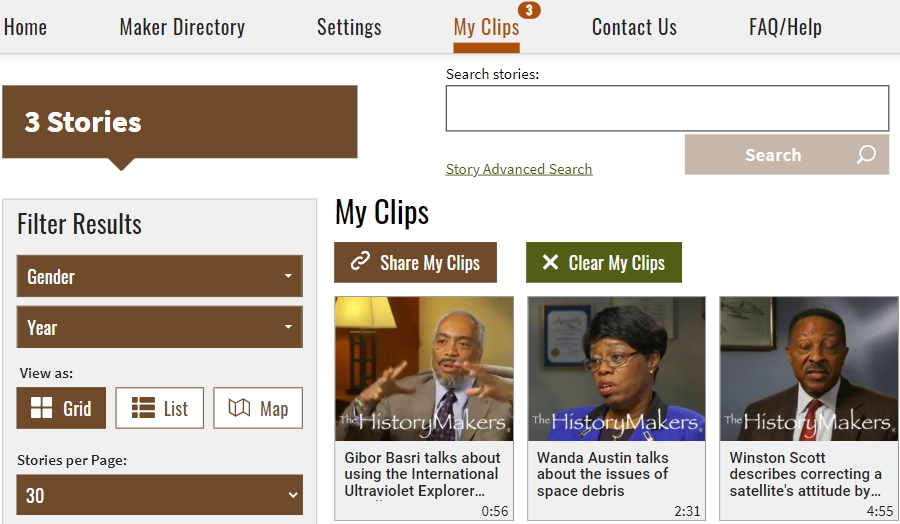 Home Maker Directory Settings My Clips 3 Contact Us FAQ/Help
Search stories:
3 Stories
Search
Story Advanced Search
Filter Results
Gender
Year
View as:
Grid List Map
Stories per Page:
30
My Clips
Share My Clips Clear My Clips
The HistoryMakers
Gibor Basri talks about
using the International
Ultraviolet Explorer...
0:56
The HistoryMakers
Wanda Austin talks
about the issues of
space debris
2:31
The HistoryMakers
Winston Scott
describes correcting a
satellite's attitude by...
4:55